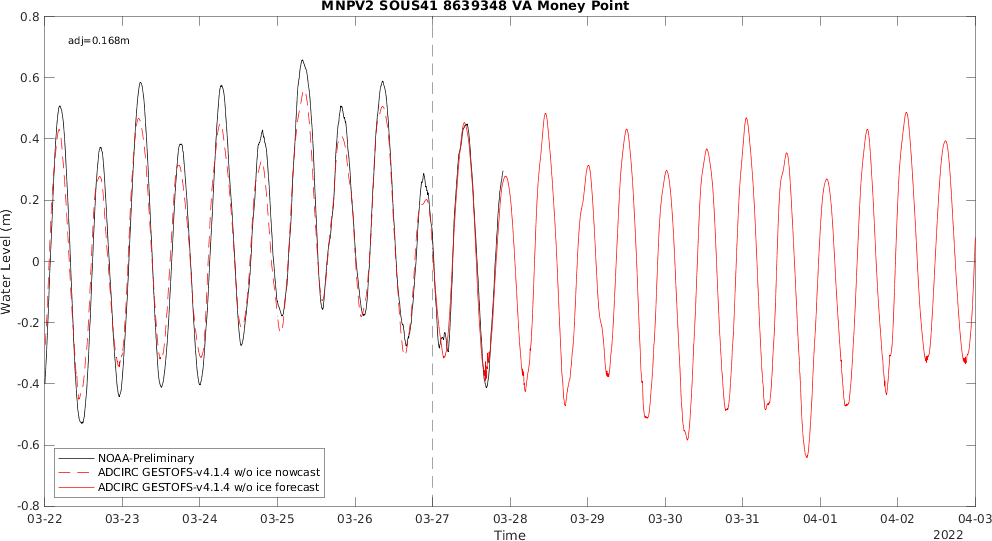 MNPV2 SOUS41 8639348 VA Money Point
adj=0.168m
0.8
0.6
0.4
0.2
0
-0.2
-0.4
-0.6
-0.8
Water Level (m)
NOAA-Preliminary
ADCIRC GESTOFS-v4.1.4 w/o ice nowcast
ADCIRC GESTOFS-v4.1.4 w/o ice forecast
03-22 03-23 03-24 03-25 03-26 03-27 03-28 03-29 03-30 03-31 04-01 04-02 04-03
Time
2022